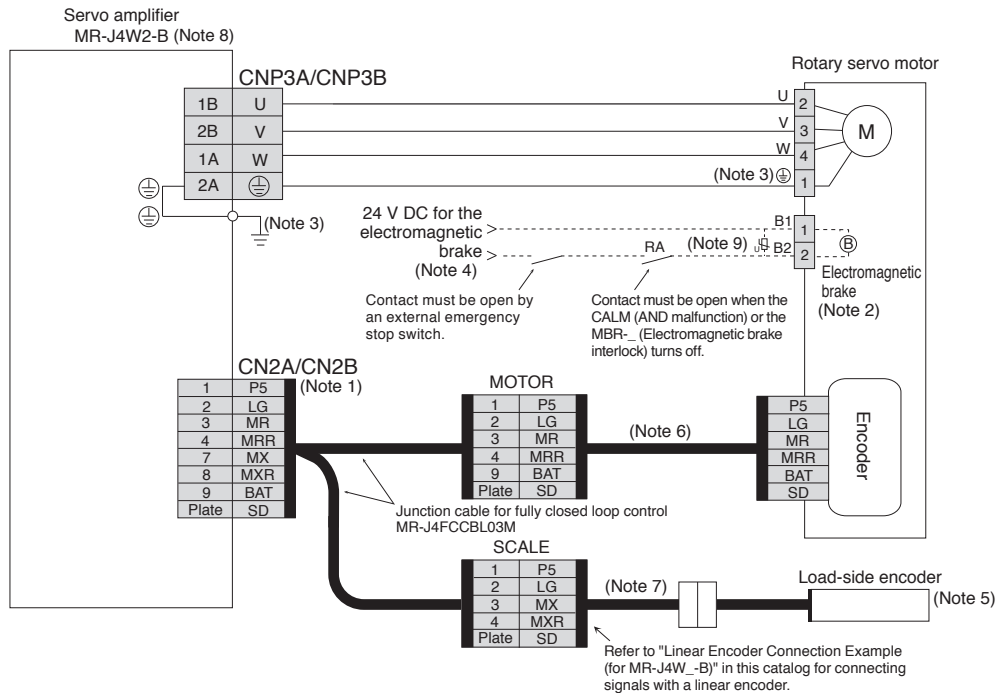 Servo amplifier
MR-J4W2-B (Note 8)
CNP3A/CNP3B
1B U
2B V
1A W
2A
(Note 3)
Rotary servo motor
U 2
V 3
W 4
(Note 3) 1
M
24 V DC for the
electromagnetic
brake
(Note 4)
RA
(Note 9)
U
B1 1
B2 2
B
Electromagnetic
brake
(Note 2)
Contact must be open by
an external emergency
stop switch.
Contact must be open when the
CALM (AND malfunction) or the
MBR-_ (Electromagnetic brake
interlock) turns off.
CN2A/CN2B
(Note 1)
1 P5
2 LG
3 MR
4 MRR
7 MX
8 MXR
9 BAT
Plate SD
MOTOR
1 P5
2 LG
3 MR
4 MRR
9 BAT
Plate SD
(Note 6)
P5
LG
MR
MRR
BAT
SD
Encoder
Junction cable for fully closed loop control
MR-J4FCCBL03M
SCALE
1 P5
2 LG
3 MX
4 MXR
Plate SD
(Note 7)
Load-side encoder
(Note 5)
Refer to "Linear Encoder Connection Example
(for MR-J4W_-B)" in this catalog for connecting
signals with a linear encoder.